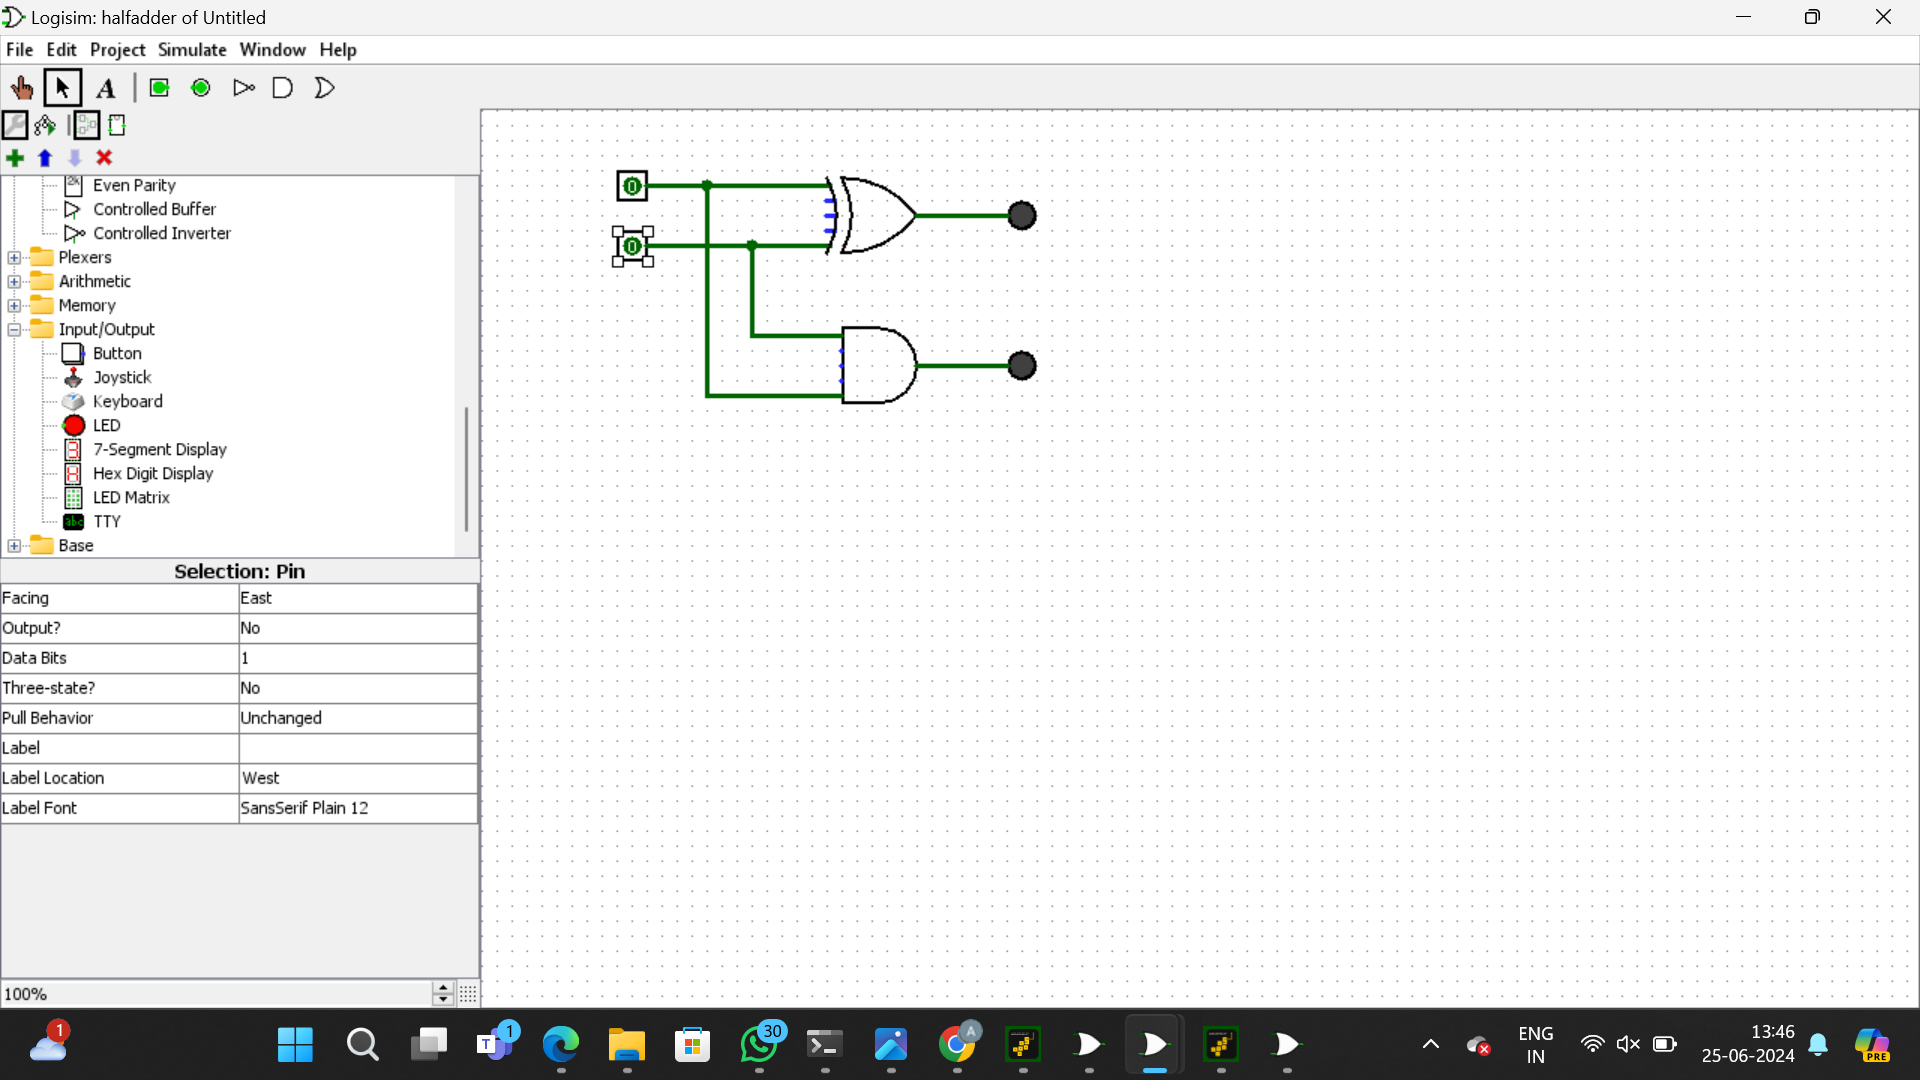 Logisim: halfadder of Untitled
File Edit Project Simulate Window Help
A
Even Parity
Controlled Buffer
Controlled Inverter
Plexers
Arithmetic
Memory
Input/Output
Button
Joystick
Keyboard
LED
7-Segment Display
Hex Digit Display
LED Matrix
abc TTY
Base
Selection: Pin
Facing East
Output? No
Data Bits 1
Three-state? No
Pull Behavior Unchanged
Label
Label Location West
Label Font SansSerif Plain 12
100%
0
0
1
T 1
30
A
ENG
IN
13:46
25-06-2024
PRE